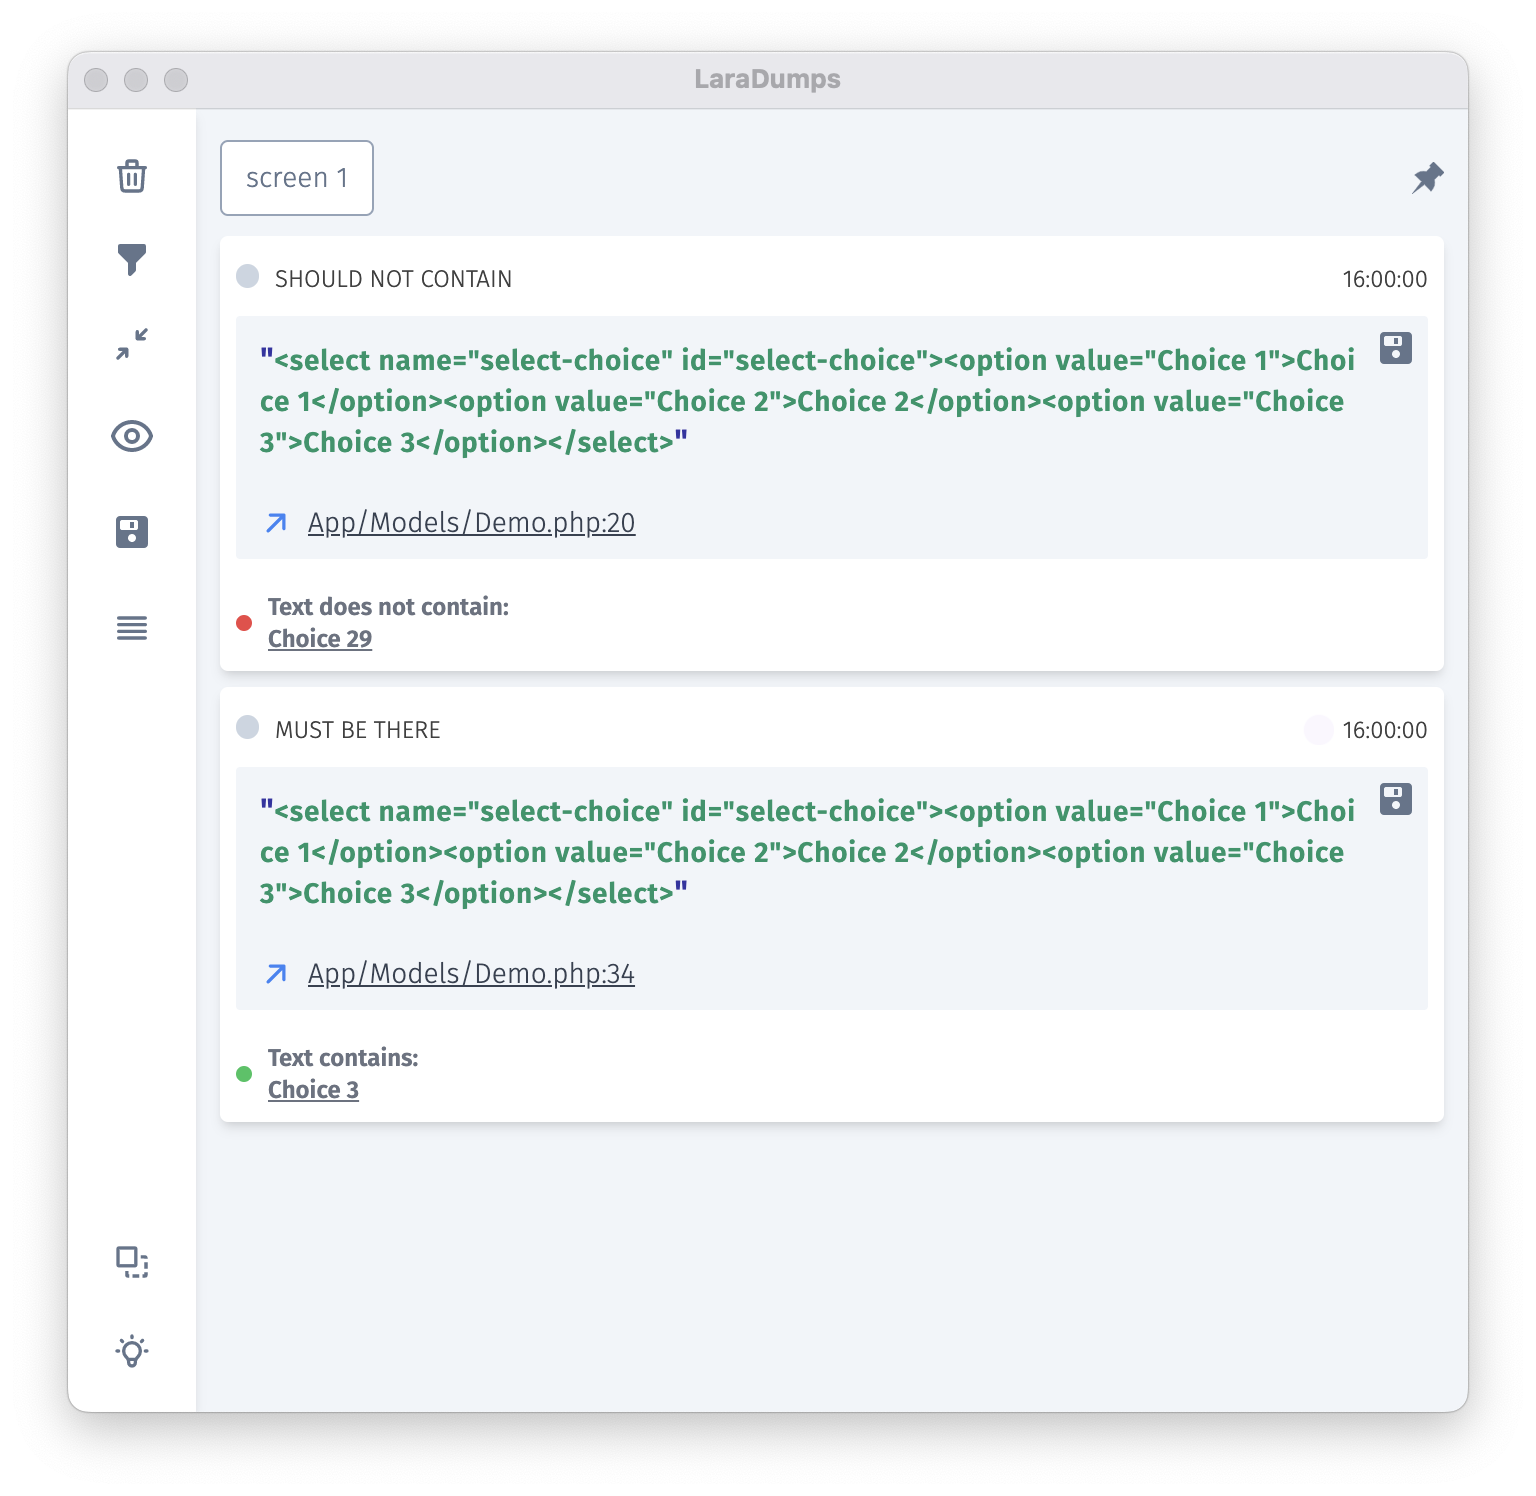 LaraDumps
screen 1
SHOULD NOT CONTAIN 16:00:00
"<select name="select-choice" id="select-choice"><option value="Choice 1">Choi
ce 1</option><option value="Choice 2">Choice 2</option><option value="Choice
3">Choice 3</option></select>"
App/Models/Demo.php:20
Text does not contain:
Choice 29
MUST BE THERE 16:00:00
"<select name="select-choice" id="select-choice"><option value="Choice 1">Choi
ce 1</option><option value="Choice 2">Choice 2</option><option value="Choice
3">Choice 3</option></select>"
App/Models/Demo.php:34
Text contains:
Choice 3